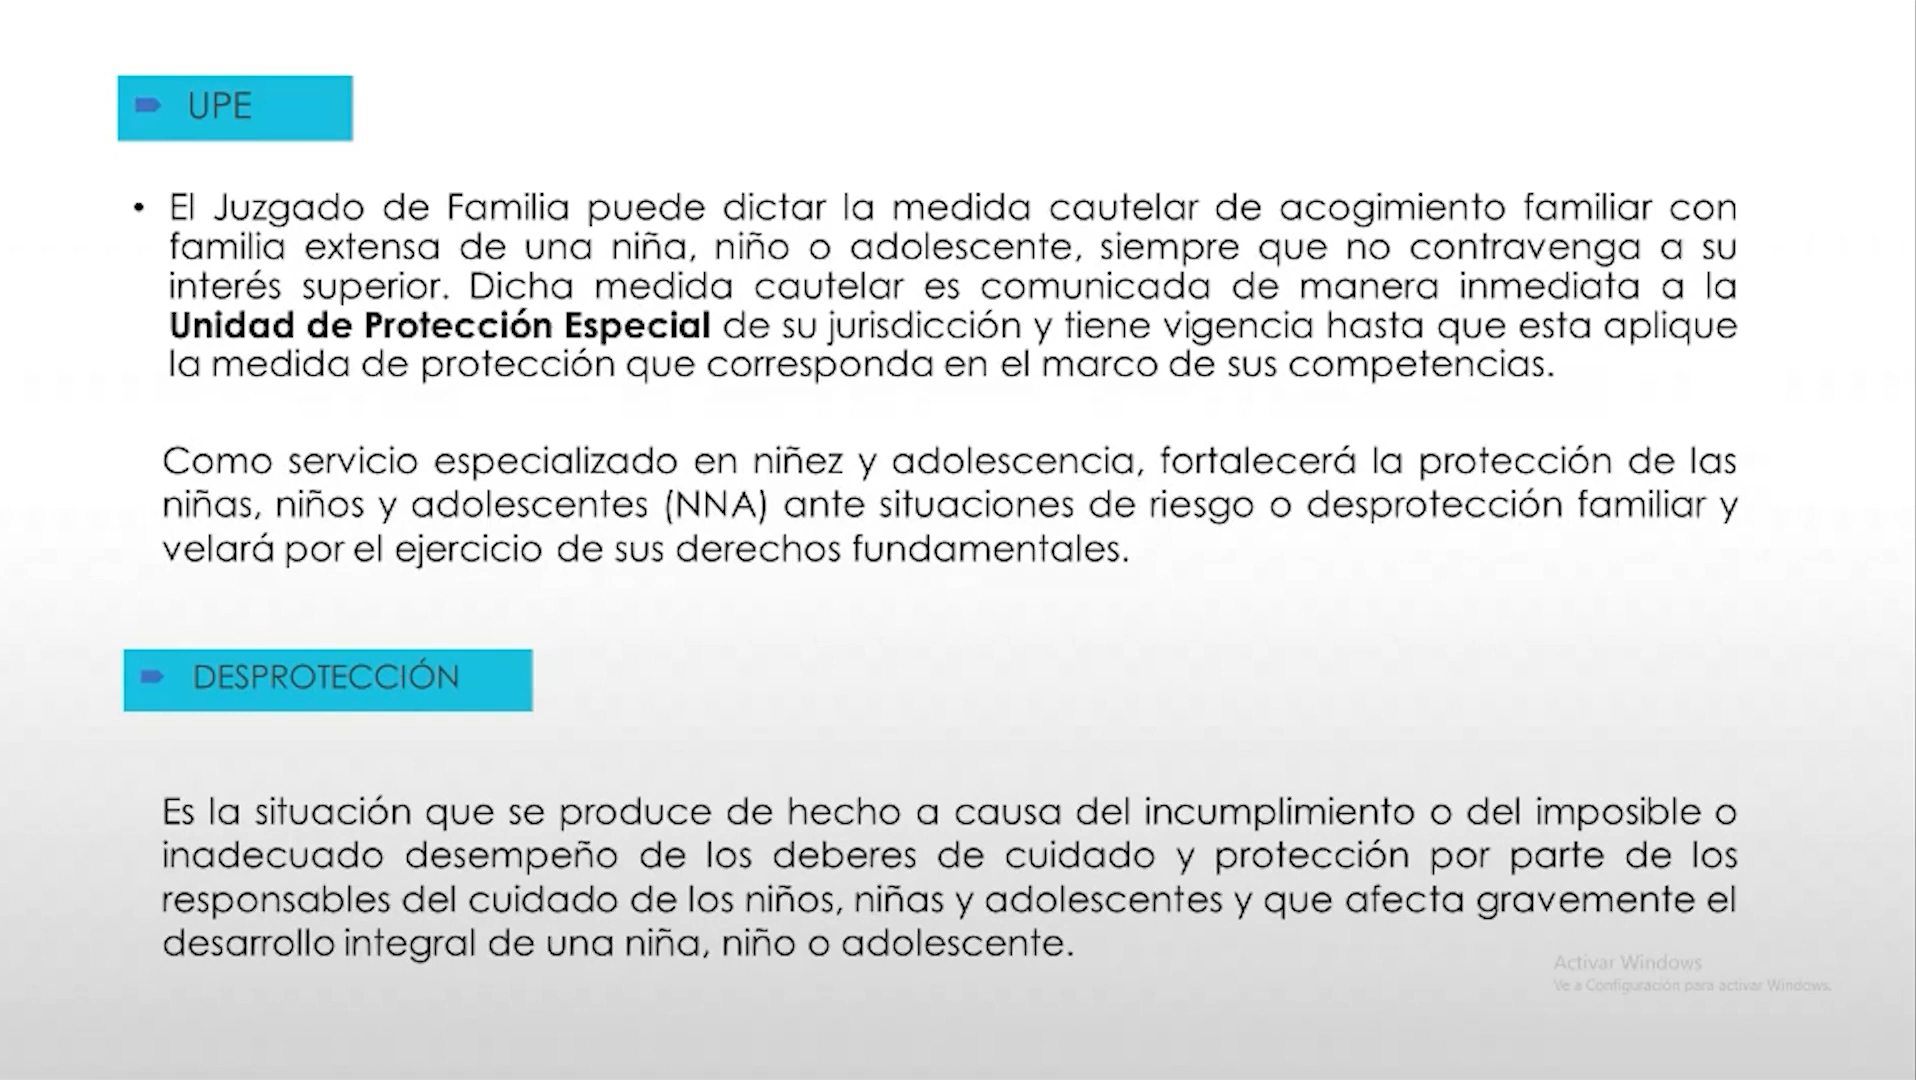 UPE
• El Juzgado de Familia puede dictar la medida cautelar de acogimiento familiar con
familia extensa de una niña, niño o adolescente, siempre que no contravenga a su
interés superior. Dicha medida cautelar es comunicada de manera inmediata a la
Unidad de Protección Especial de su jurisdicción y tiene vigencia hasta que esta aplique
la medida de protección que corresponda en el marco de sus competencias.
Como servicio especializado en niñez y adolescencia, fortalecerá la protección de las
niñas, niños y adolescentes (NNA) ante situaciones de riesgo o desprotección familiar y
velará por el ejercicio de sus derechos fundamentales.
DESPROTECCIÓN
Es la situación que se produce de hecho a causa del incumplimiento o del imposible o
inadecuado desempeño de los deberes de cuidado y protección por parte de los
responsables del cuidado de los niños, niñas y adolescentes y que afecta gravemente el
desarrollo integral de una niña, niño o adolescente.
Activar Windows
Ve a Configuración para activar Windows.